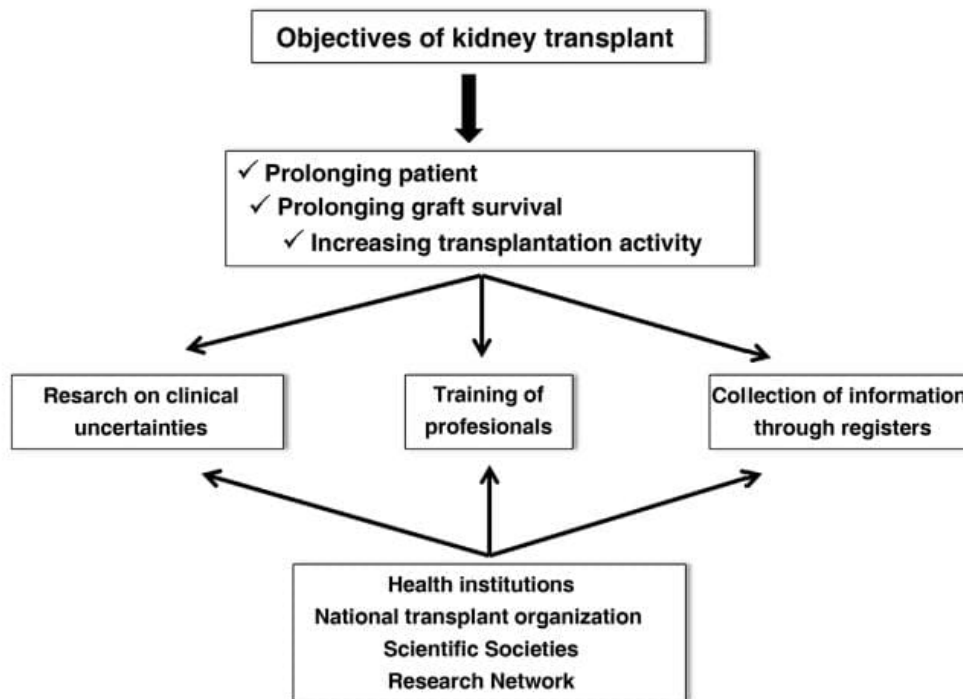 Objectives of kidney transplant
✓ Prolonging patient
✓ Prolonging graft survival
✓ Increasing transplantation activity
Resarch on clinical
uncertainties
Training of
profesionals
Collection of information
through registers
Health institutions
National transplant organization
Scientific Societies
Research Network